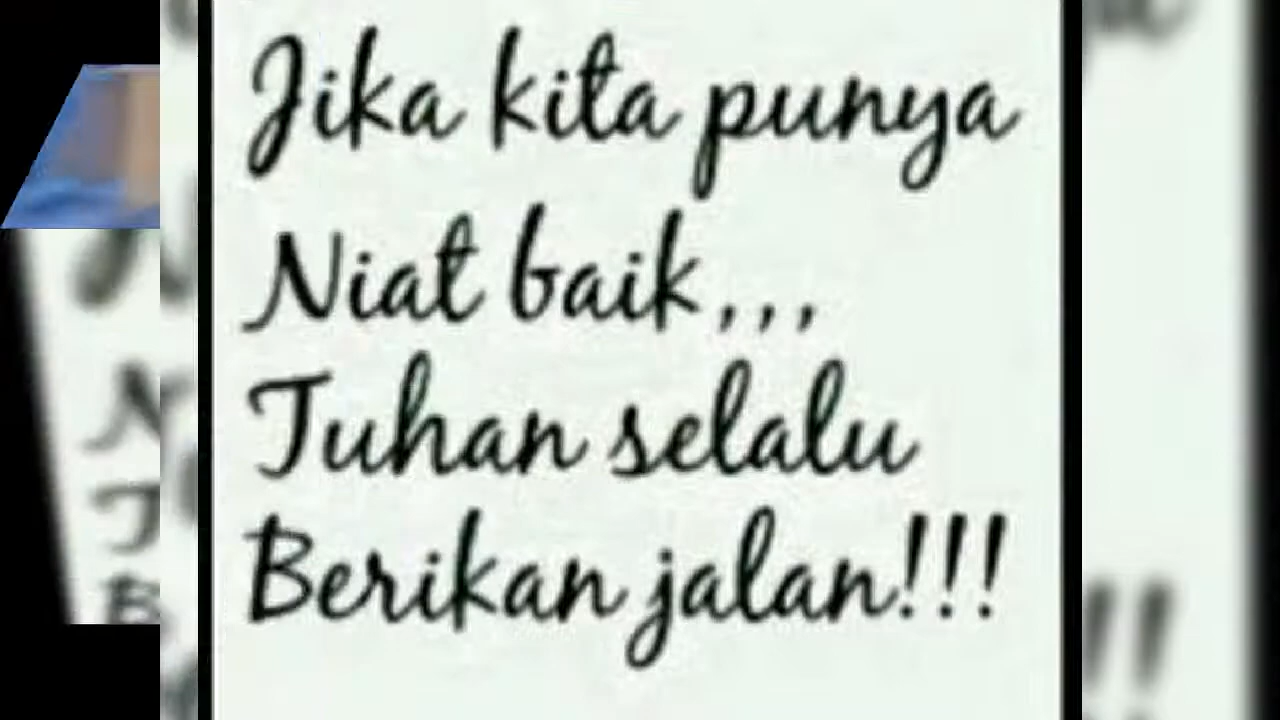 Jika kita punya
Niat baik,,,
Tuhan selalu
Berikan jalan!!!